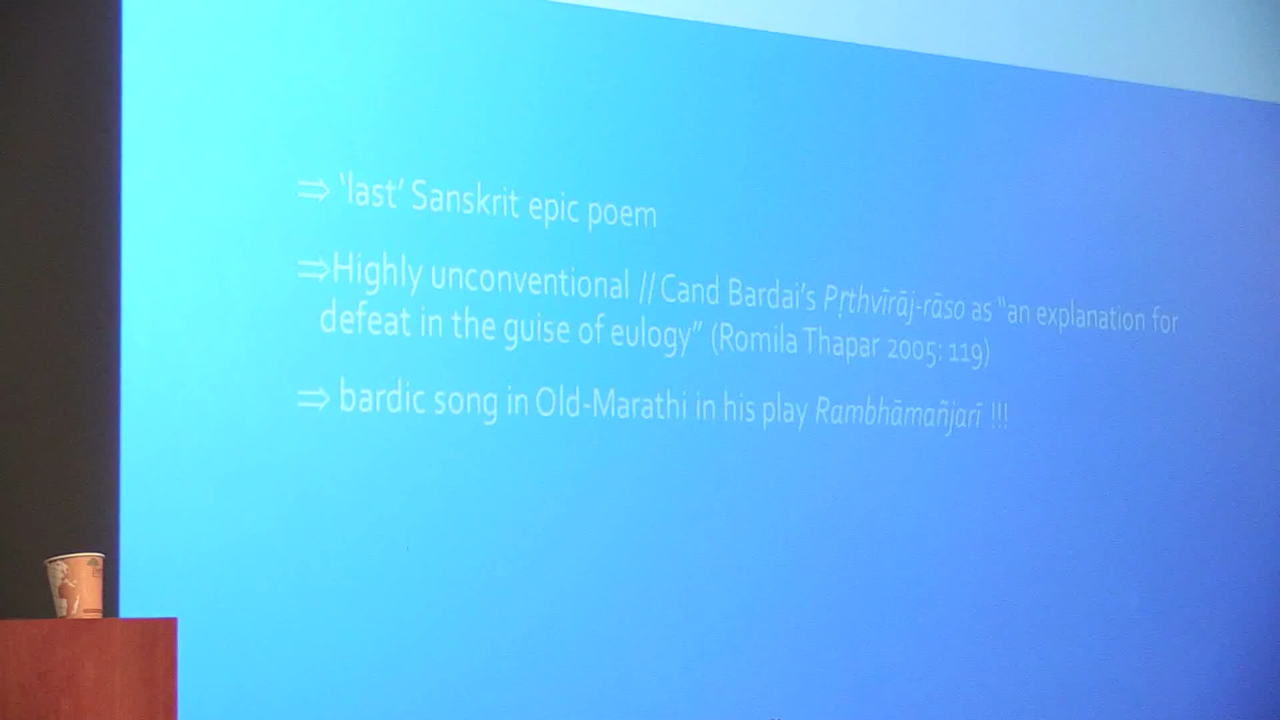 ⇒ ‘last’ Sanskrit epic poem
⇒Highly unconventional // Cand Bardai’s Pṛthvīrāj-rāso as “an explanation for
defeat in the guise of eulogy” (Romila Thapar 2005: 119)
⇒ bardic song in Old-Marathi in his play Rambhāmañjarī !!!